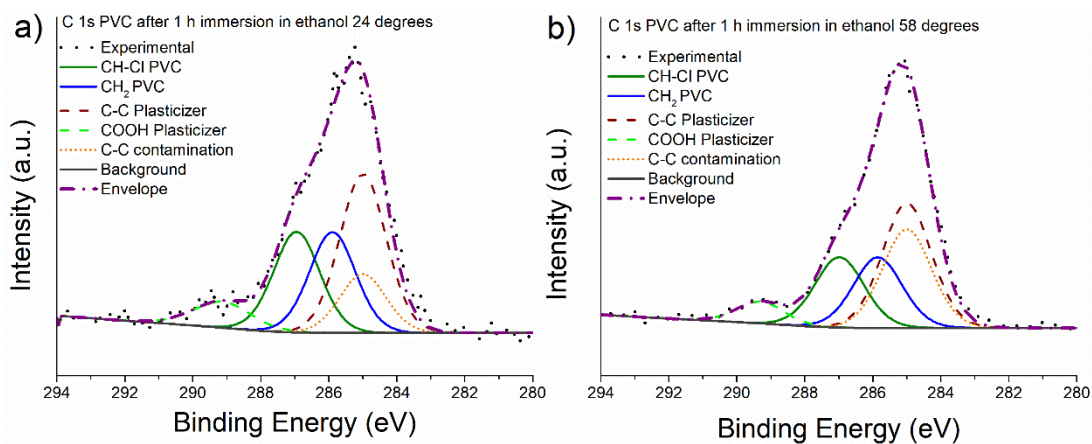 a)
C 1s PVC after 1 h immersion in ethanol 24 degrees
Experimental
CH-Cl PVC
CH2 PVC
C-C Plasticizer
COOH Plasticizer
C-C contamination
Background
Envelope
Intensity (a.u.)
294 292 290 288 286 284 282 280
Binding Energy (eV)
b)
C 1s PVC after 1 h immersion in ethanol 58 degrees
Experimental
CH-Cl PVC
CH2 PVC
C-C Plasticizer
COOH Plasticizer
C-C contamination
Background
Envelope
Intensity (a.u.)
294 292 290 288 286 284 282 280
Binding Energy (eV)